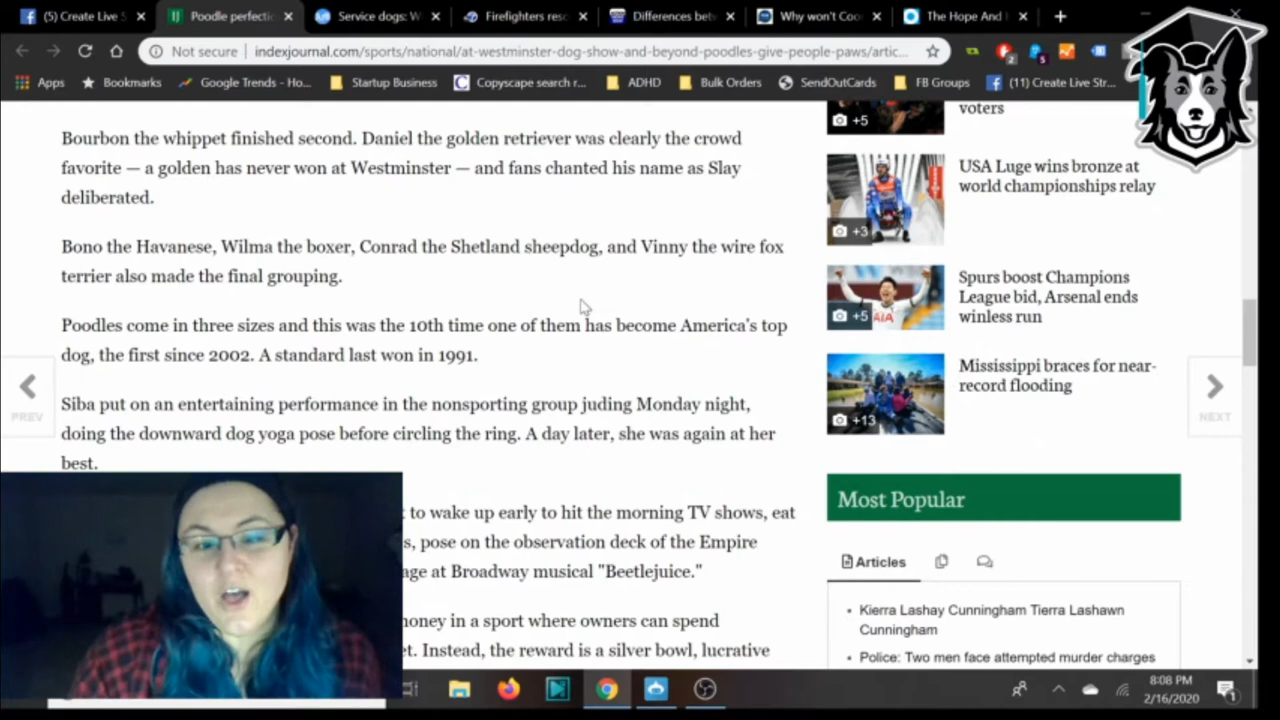 (5) Create Live S
Poodle perfecti
Service dogs: W
Firefighters resc
Differences bet
Why won't Coo
The Hope And
Not secure
indexjournal.com/sports/national/at-westminster-dog-show-and-beyond-poodles-give-people-paws/artic...
2
5
Apps
Bookmarks
Google Trends - Ho...
Startup Business
Copyscape search r...
ADHD
Bulk Orders
SendOutCards
FB Groups
(11) Create Live Str...
Bourbon the whippet finished second. Daniel the golden retriever was clearly the crowd
favorite — a golden has never won at Westminster — and fans chanted his name as Slay
deliberated.
Bono the Havanese, Wilma the boxer, Conrad the Shetland sheepdog, and Vinny the wire fox
terrier also made the final grouping.
Poodles come in three sizes and this was the 10th time one of them has become America's top
dog, the first since 2002. A standard last won in 1991.
Siba put on an entertaining performance in the nonsporting group juding Monday night,
doing the downward dog yoga pose before circling the ring. A day later, she was again at her
best.
to wake up early to hit the morning TV shows, eat
s, pose on the observation deck of the Empire
age at Broadway musical "Beetlejuice."
money in a sport where owners can spend
et. Instead, the reward is a silver bowl, lucrative
PREV
NEXT
+5
voters
+3
USA Luge wins bronze at
world championships relay
AIA
+5
Spurs boost Champions
League bid, Arsenal ends
winless run
+13
Mississippi braces for near-
record flooding
Most Popular
Articles
Kierra Lashay Cunningham Tierra Lashawn
Cunningham
Police: Two men face attempted murder charges
8:08 PM
2/16/2020
1